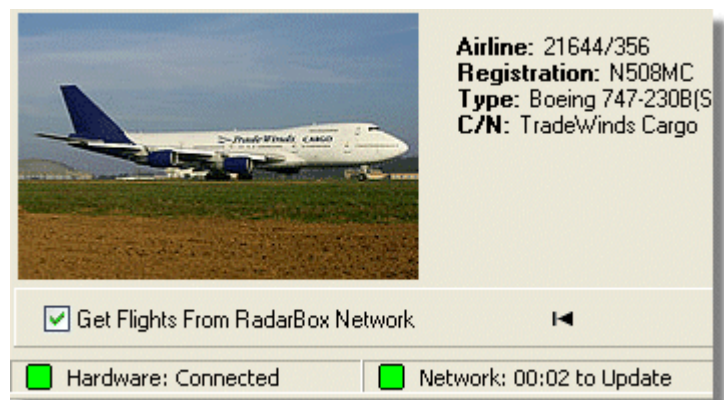 TradeWinds CARGO
Airline: 21644/356
Registration: N508MC
Type: Boeing 747-230B(S
C/N: TradeWinds Cargo
Get Flights From RadarBox Network
Hardware: Connected
Network: 00:02 to Update